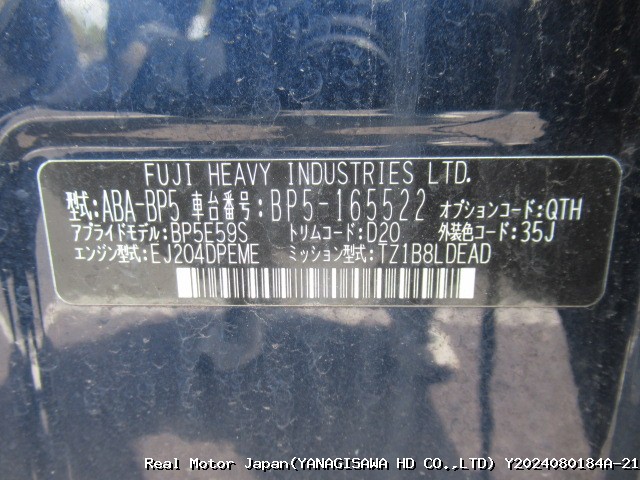 FUJI HEAVY INDUSTRIES LTD.
型式:ABA-BP5 車台番号:BP5-165522 オプションコード:QTH
アプライドモデル:BP5E59S トリムコード:D20 外装色コード:35J
エンジン型式:EJ204DPEME ミッション型式:TZ1B8LDEAD
Real Motor Japan(YANAGISAWA HD CO.,LTD) Y2024080184A-21